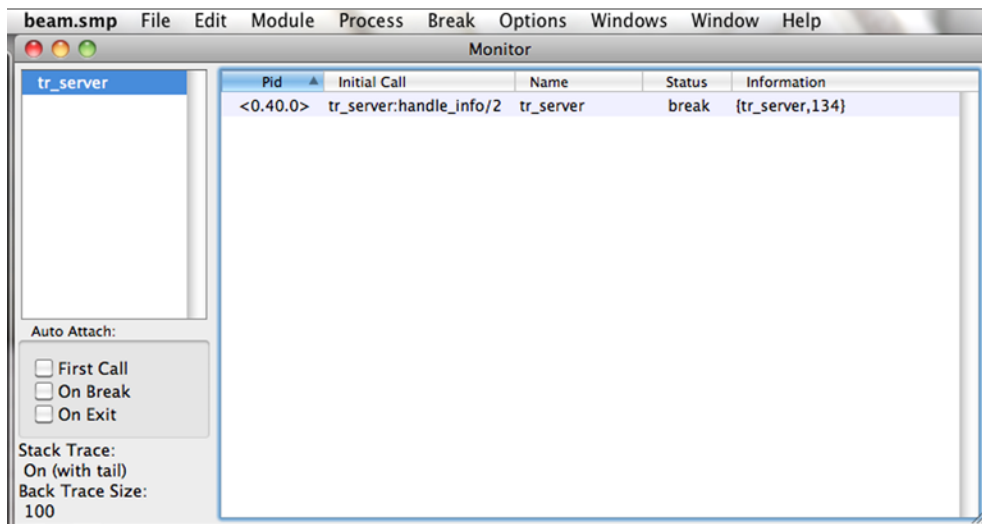 beam.smp File Edit Module Process Break Options Windows Window Help
Monitor
tr_server
Pid Initial Call Name Status Information
<0.40.0> tr_server:handle_info/2 tr_server break {tr_server,134}
Auto Attach:
First Call
On Break
On Exit
Stack Trace:
On (with tail)
Back Trace Size:
100